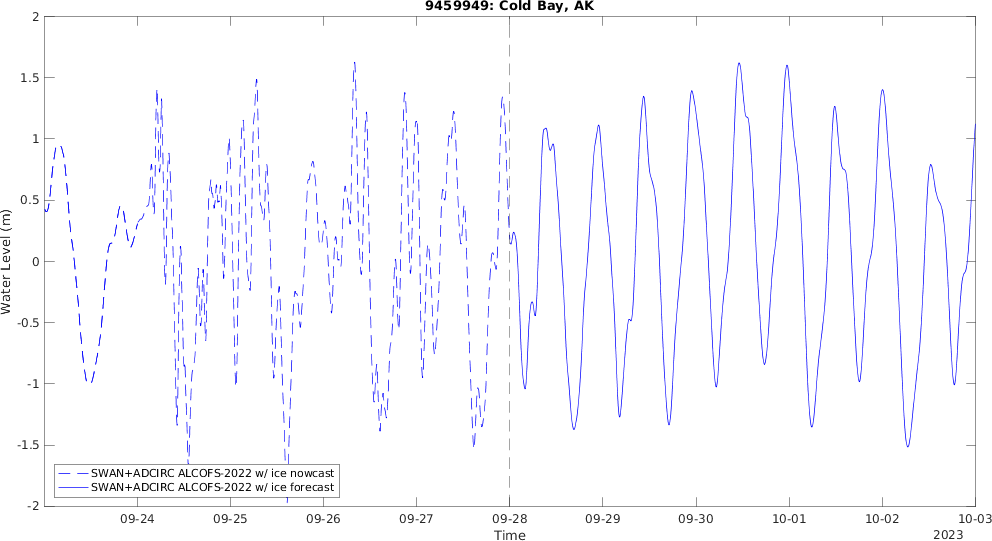 9459949: Cold Bay, AK
2
1.5
1
0.5
0
-0.5
-1
-1.5
-2
Water Level (m)
SWAN+ADCIRC ALCOFS-2022 w/ ice nowcast
SWAN+ADCIRC ALCOFS-2022 w/ ice forecast
09-24 09-25 09-26 09-27 09-28 09-29 09-30 10-01 10-02 10-03
Time
2023